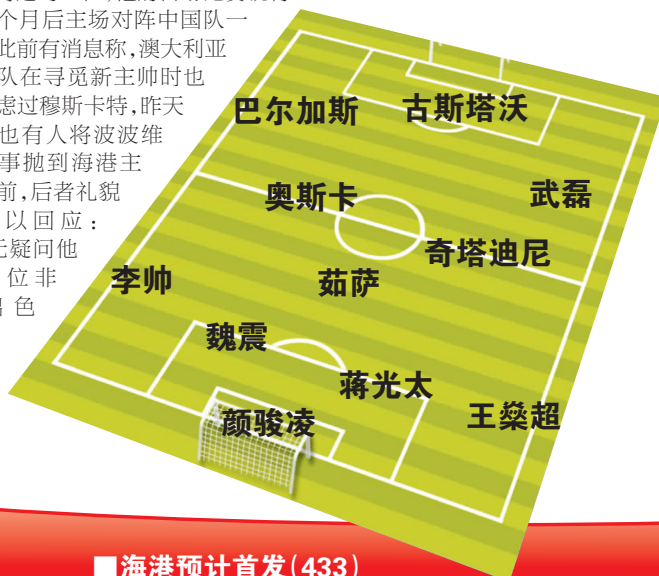 个月后主场对阵中国队一
此前有消息称,澳大利亚
队在寻觅新主帅时也
虑过穆斯卡特,昨天
也有人将波波维
事抛到海港主
前,后者礼貌
以回应:
无疑问他
位非
色
巴尔加斯 古斯塔沃
奥斯卡 武磊
奇塔迪尼
李帅 茹萨
魏震
蒋光太
颜骏凌 王燊超
■海港预计首发(433)